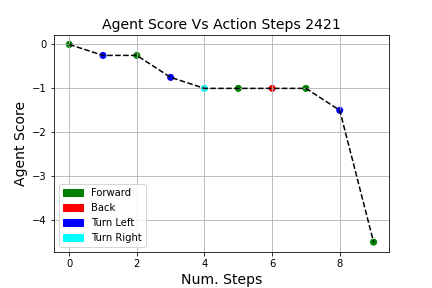 Agent Score Vs Action Steps 2421
Agent Score
0
−1
−2
−3
−4
Forward
Back
Turn Left
Turn Right
0 2 4 6 8
Num. Steps